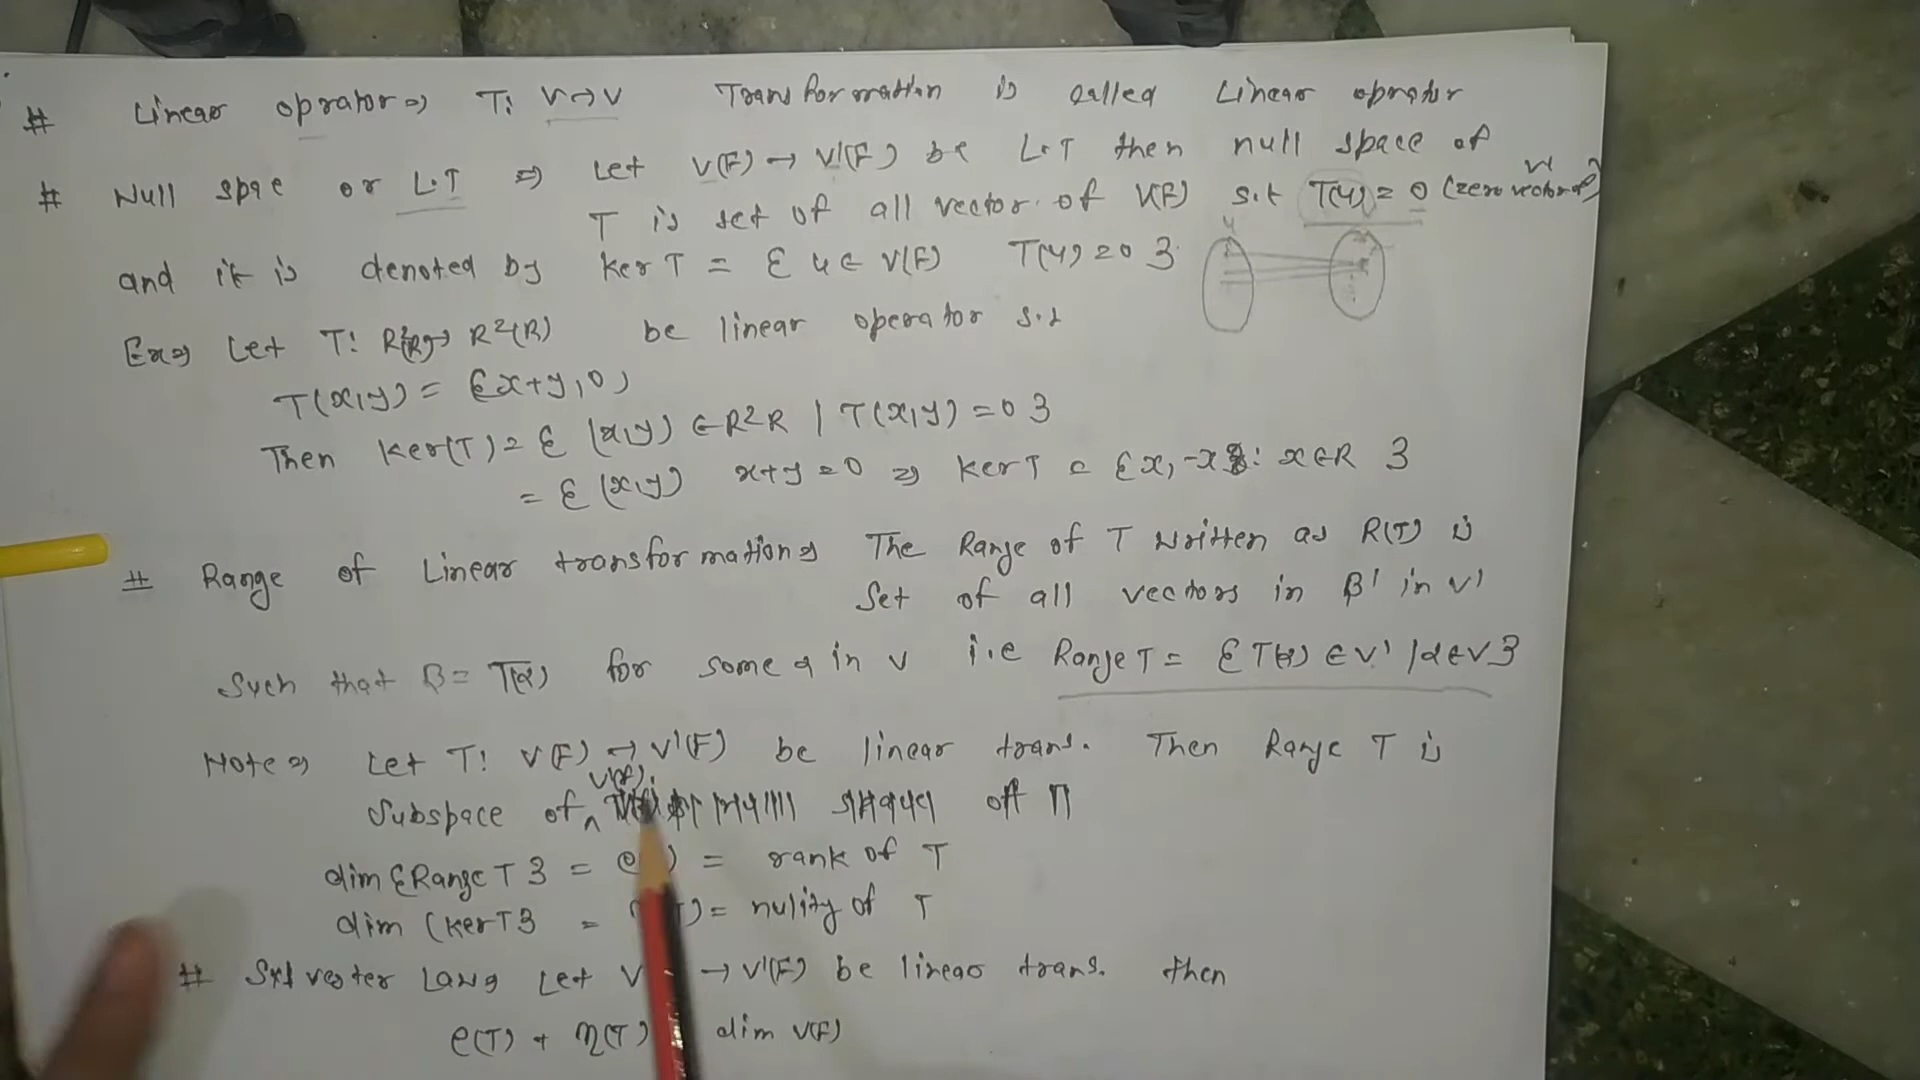 # Linear oprator ⇒ T: V→V Transformation is called Linear oprator
# Null spae or L.T ⇒ Let V(F) → V'(F) be L.T then null space of
T is set of all vector of V(F) s.t T(u) = 0 (zero vector of V')
and it is denoted by Ker T = { u ∈ V(F) T(u) = 0 }
Ex ⇒ Let T: R²(R) → R²(R) be linear operator s.t
T(x,y) = {x+y,0)
Then Ker(T) = { (x,y) ∈ R²R | T(x,y) = 0 }
= { (x,y) x+y = 0 ⇒ Ker T = {x,-x : x∈R }
# Range of Linear transformation ⇒ The Range of T written as R(T) is
Set of all vectors in β' in V'
Such that β = T(α) for some α in V i.e Range T = { T(α) ∈ V' | α∈V }
Note ⇒ Let T: V(F) → V'(F) be linear trans. Then Range T is
V'(F).
Subspace of
dim {Range T } = = rank of T
dim (Ker T } = = nulity of T
# Law Let V → V'(F) be linear trans. then
ρ(T) + η(T) dim V(F)